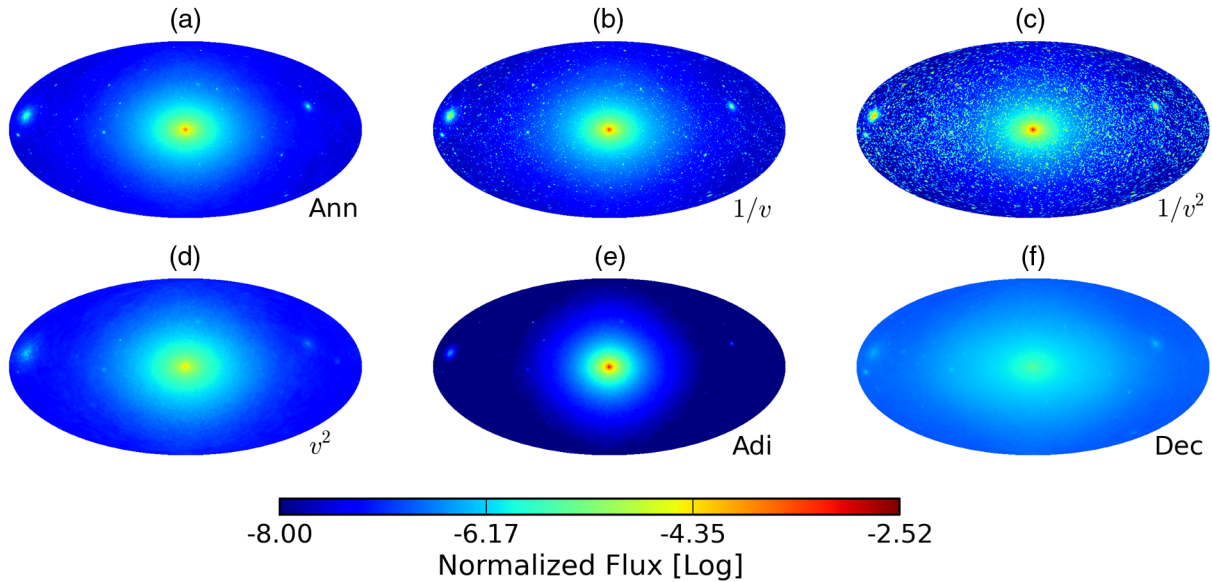 (a) (b) (c)
Ann 1/v 1/v²
(d) (e) (f)
v² Adi Dec
-8.00 -6.17 -4.35 -2.52
Normalized Flux [Log]